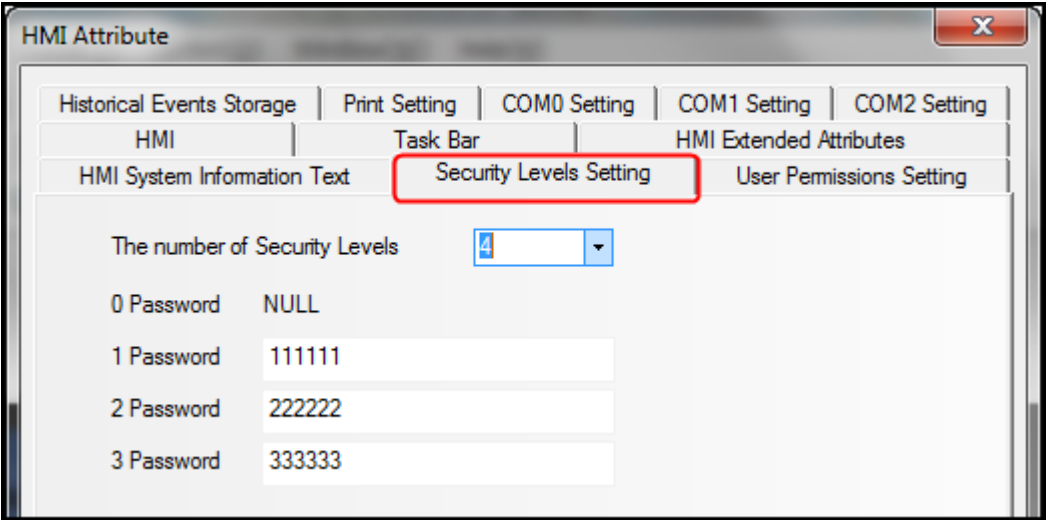 HMI Attribute
Historical Events Storage Print Setting COM0 Setting COM1 Setting COM2 Setting
HMI Task Bar HMI Extended Attributes
HMI System Information Text Security Levels Setting User Permissions Setting
The number of Security Levels 4
0 Password NULL
1 Password 111111
2 Password 222222
3 Password 333333